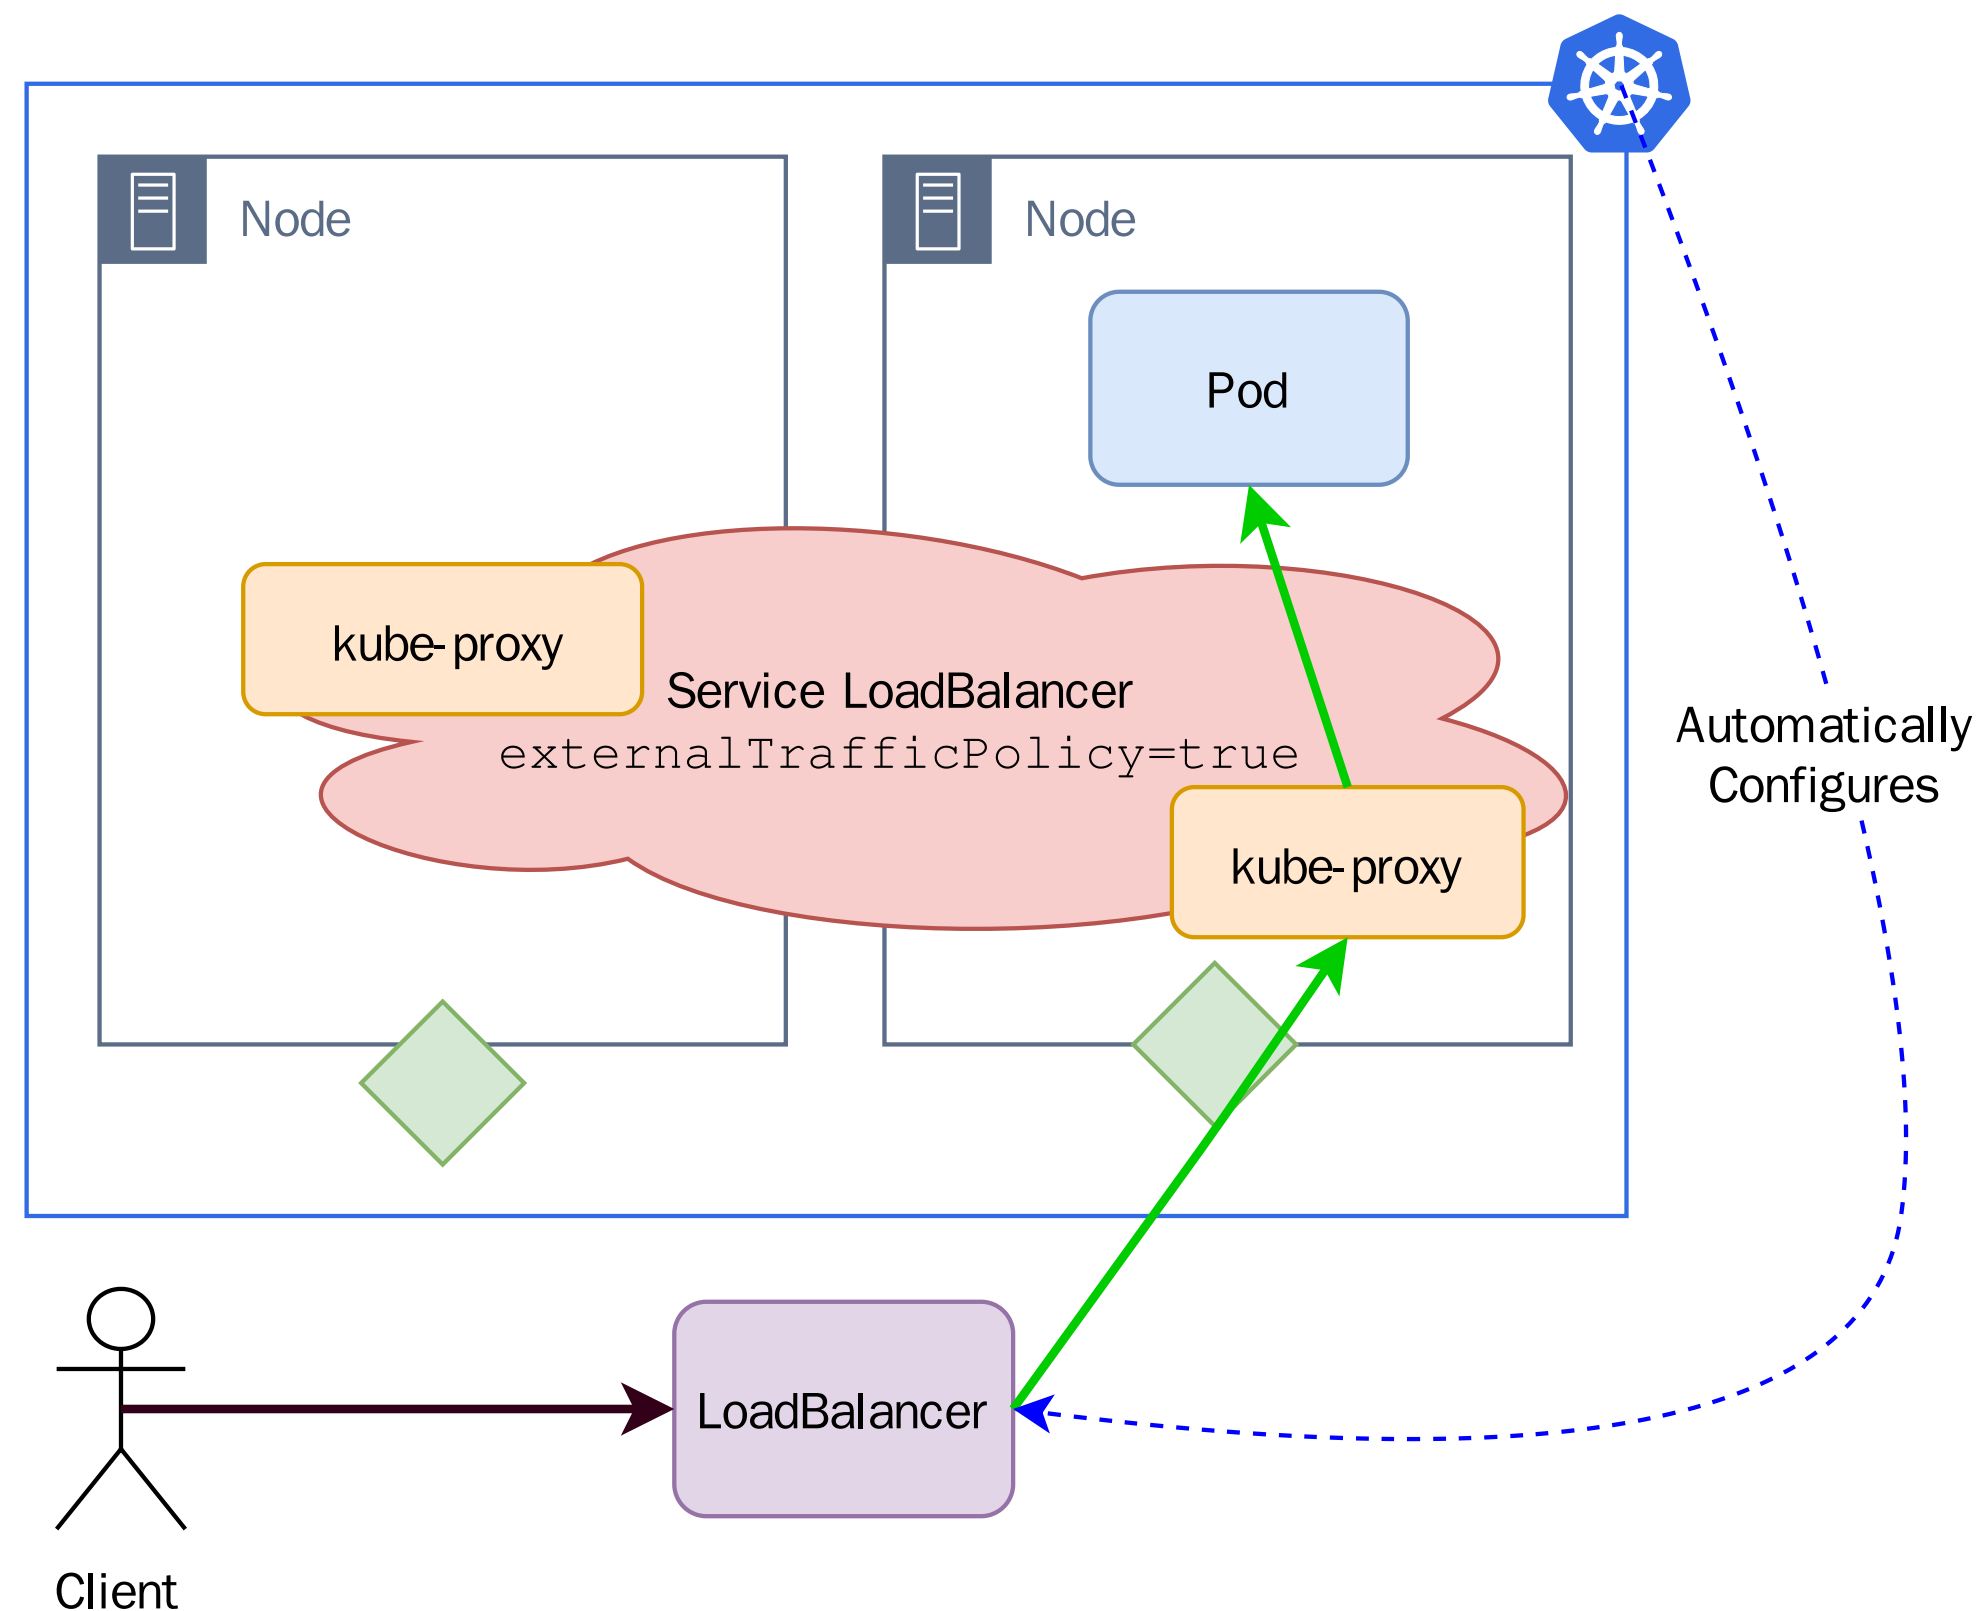 Node
Node
Pod
kube-proxy
Service LoadBalancer
externalTrafficPolicy=true
kube-proxy
Automatically
Configures
LoadBalancer
Client